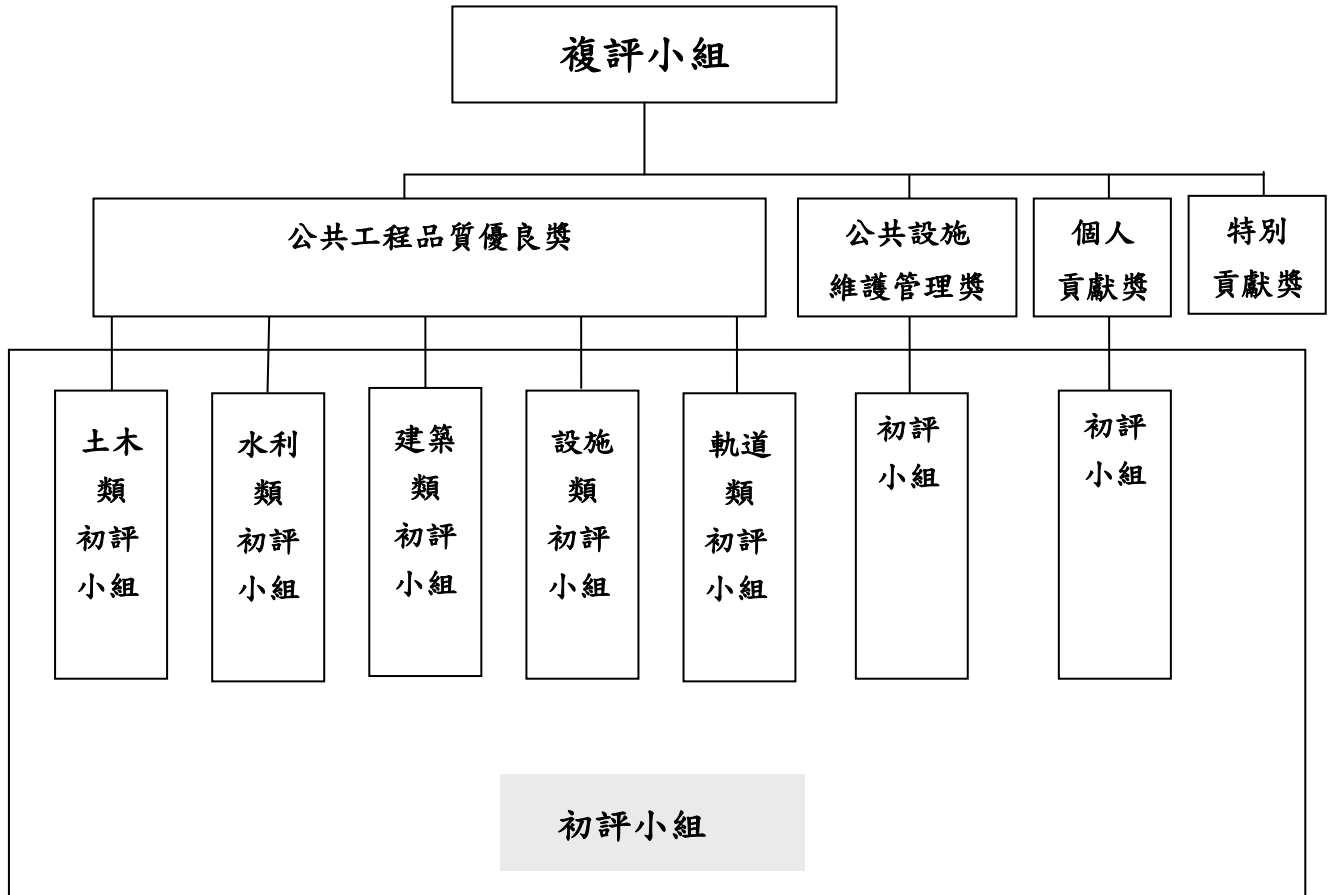 複評小組
公共工程品質優良獎
公共設施
維護管理獎
個人
貢獻獎
特別
貢獻獎
土木
類
初評
小組
水利
類
初評
小組
建築
類
初評
小組
設施
類
初評
小組
軌道
類
初評
小組
初評
小組
初評
小組
初評小組